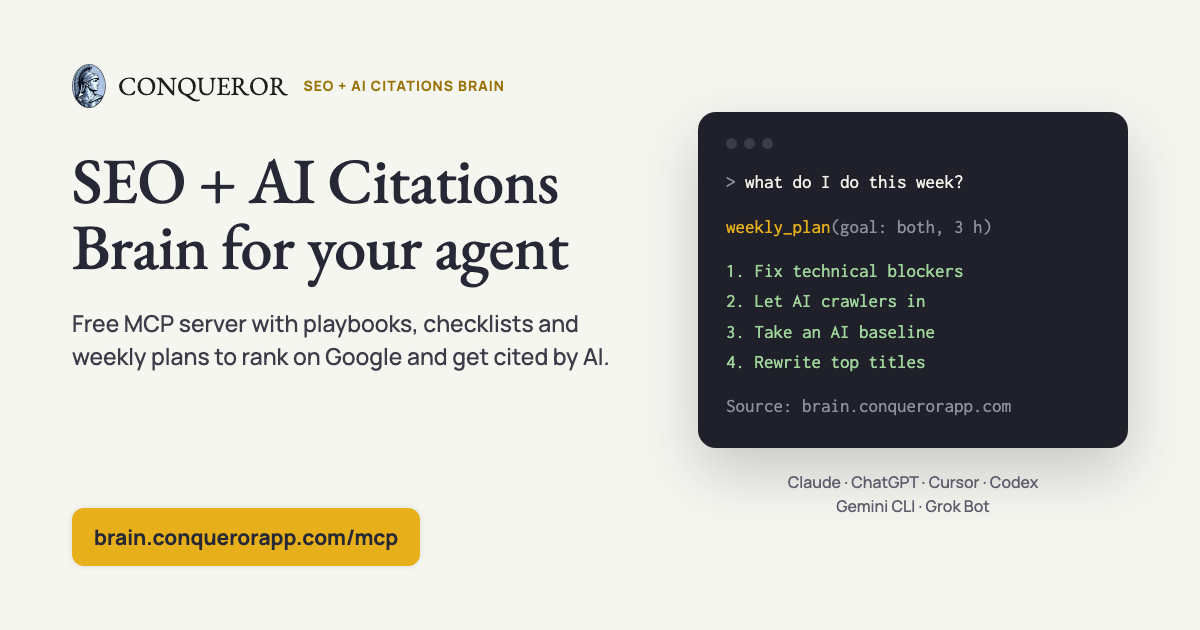 CONQUEROR SEO + AI CITATIONS BRAIN
SEO + AI Citations
Brain for your agent
Free MCP server with playbooks, checklists and
weekly plans to rank on Google and get cited by AI.
brain.conquerorapp.com/mcp
> what do I do this week?
weekly_plan(goal: both, 3 h)
1. Fix technical blockers
2. Let AI crawlers in
3. Take an AI baseline
4. Rewrite top titles
Source: brain.conquerorapp.com
Claude · ChatGPT · Cursor · Codex
Gemini CLI · Grok Bot